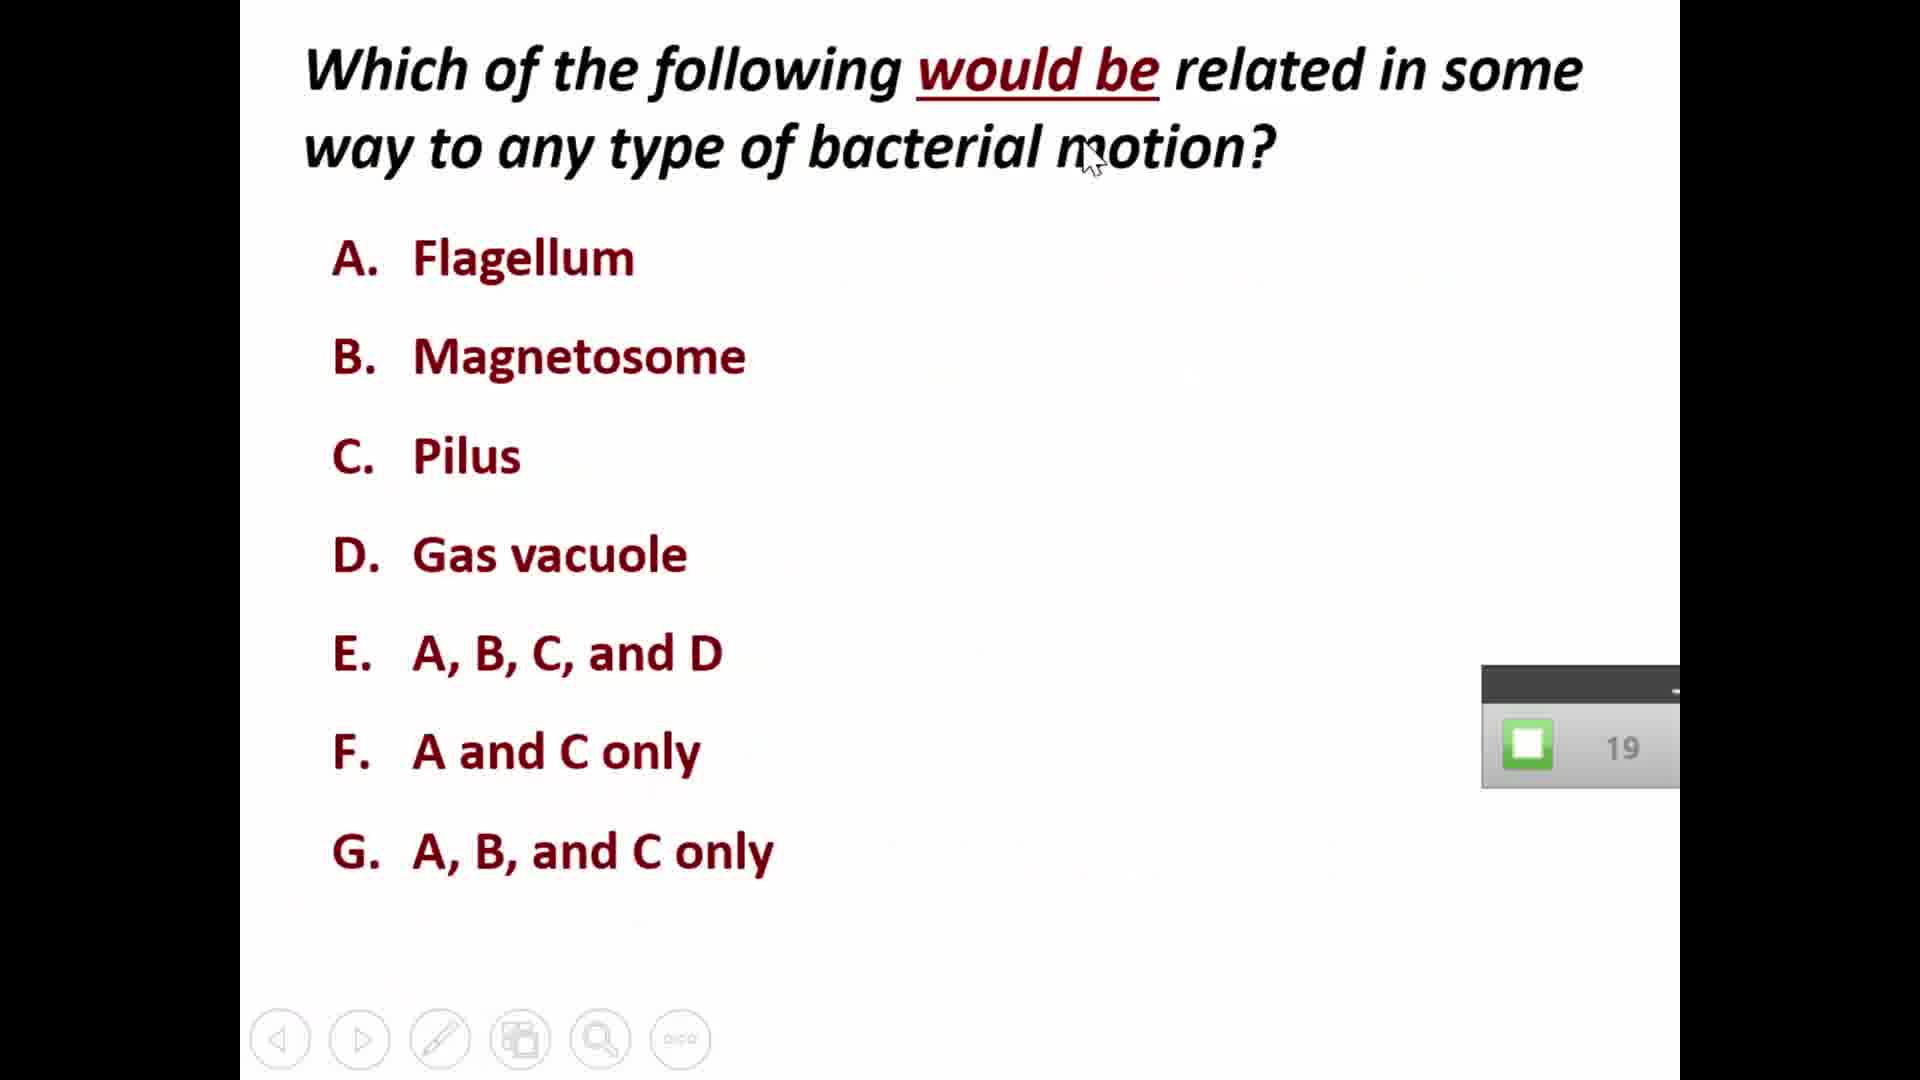 Which of the following would be related in some
way to any type of bacterial motion?
A. Flagellum
B. Magnetosome
C. Pilus
D. Gas vacuole
E. A, B, C, and D
F. A and C only
G. A, B, and C only
19